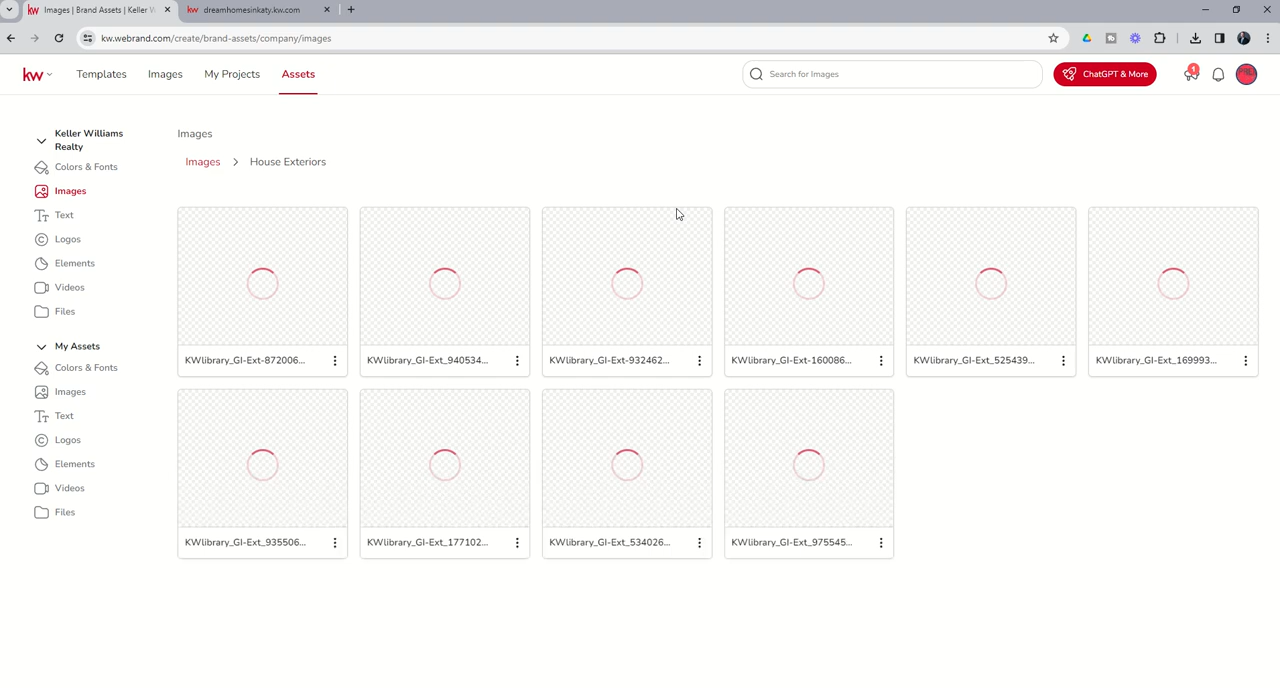 Images | Brand Assets | Keller W
dreamhomesinkaty.kw.com
kw.webrand.com/create/brand-assets/company/images
kw
Templates
Images
My Projects
Assets
Search for Images
ChatGPT & More
1
Keller Williams
Realty
Colors & Fonts
Images
Text
Logos
Elements
Videos
Files
My Assets
Colors & Fonts
Images
Text
Logos
Elements
Videos
Files
Images
Images > House Exteriors
KWlibrary_GI-Ext-872006...
KWlibrary_GI-Ext_940534...
KWlibrary_GI-Ext-932462...
KWlibrary_GI-Ext-160086...
KWlibrary_GI-Ext_525439...
KWlibrary_GI-Ext_169993...
KWlibrary_GI-Ext_935506...
KWlibrary_GI-Ext_177102...
KWlibrary_GI-Ext_534026...
KWlibrary_GI-Ext_975545...